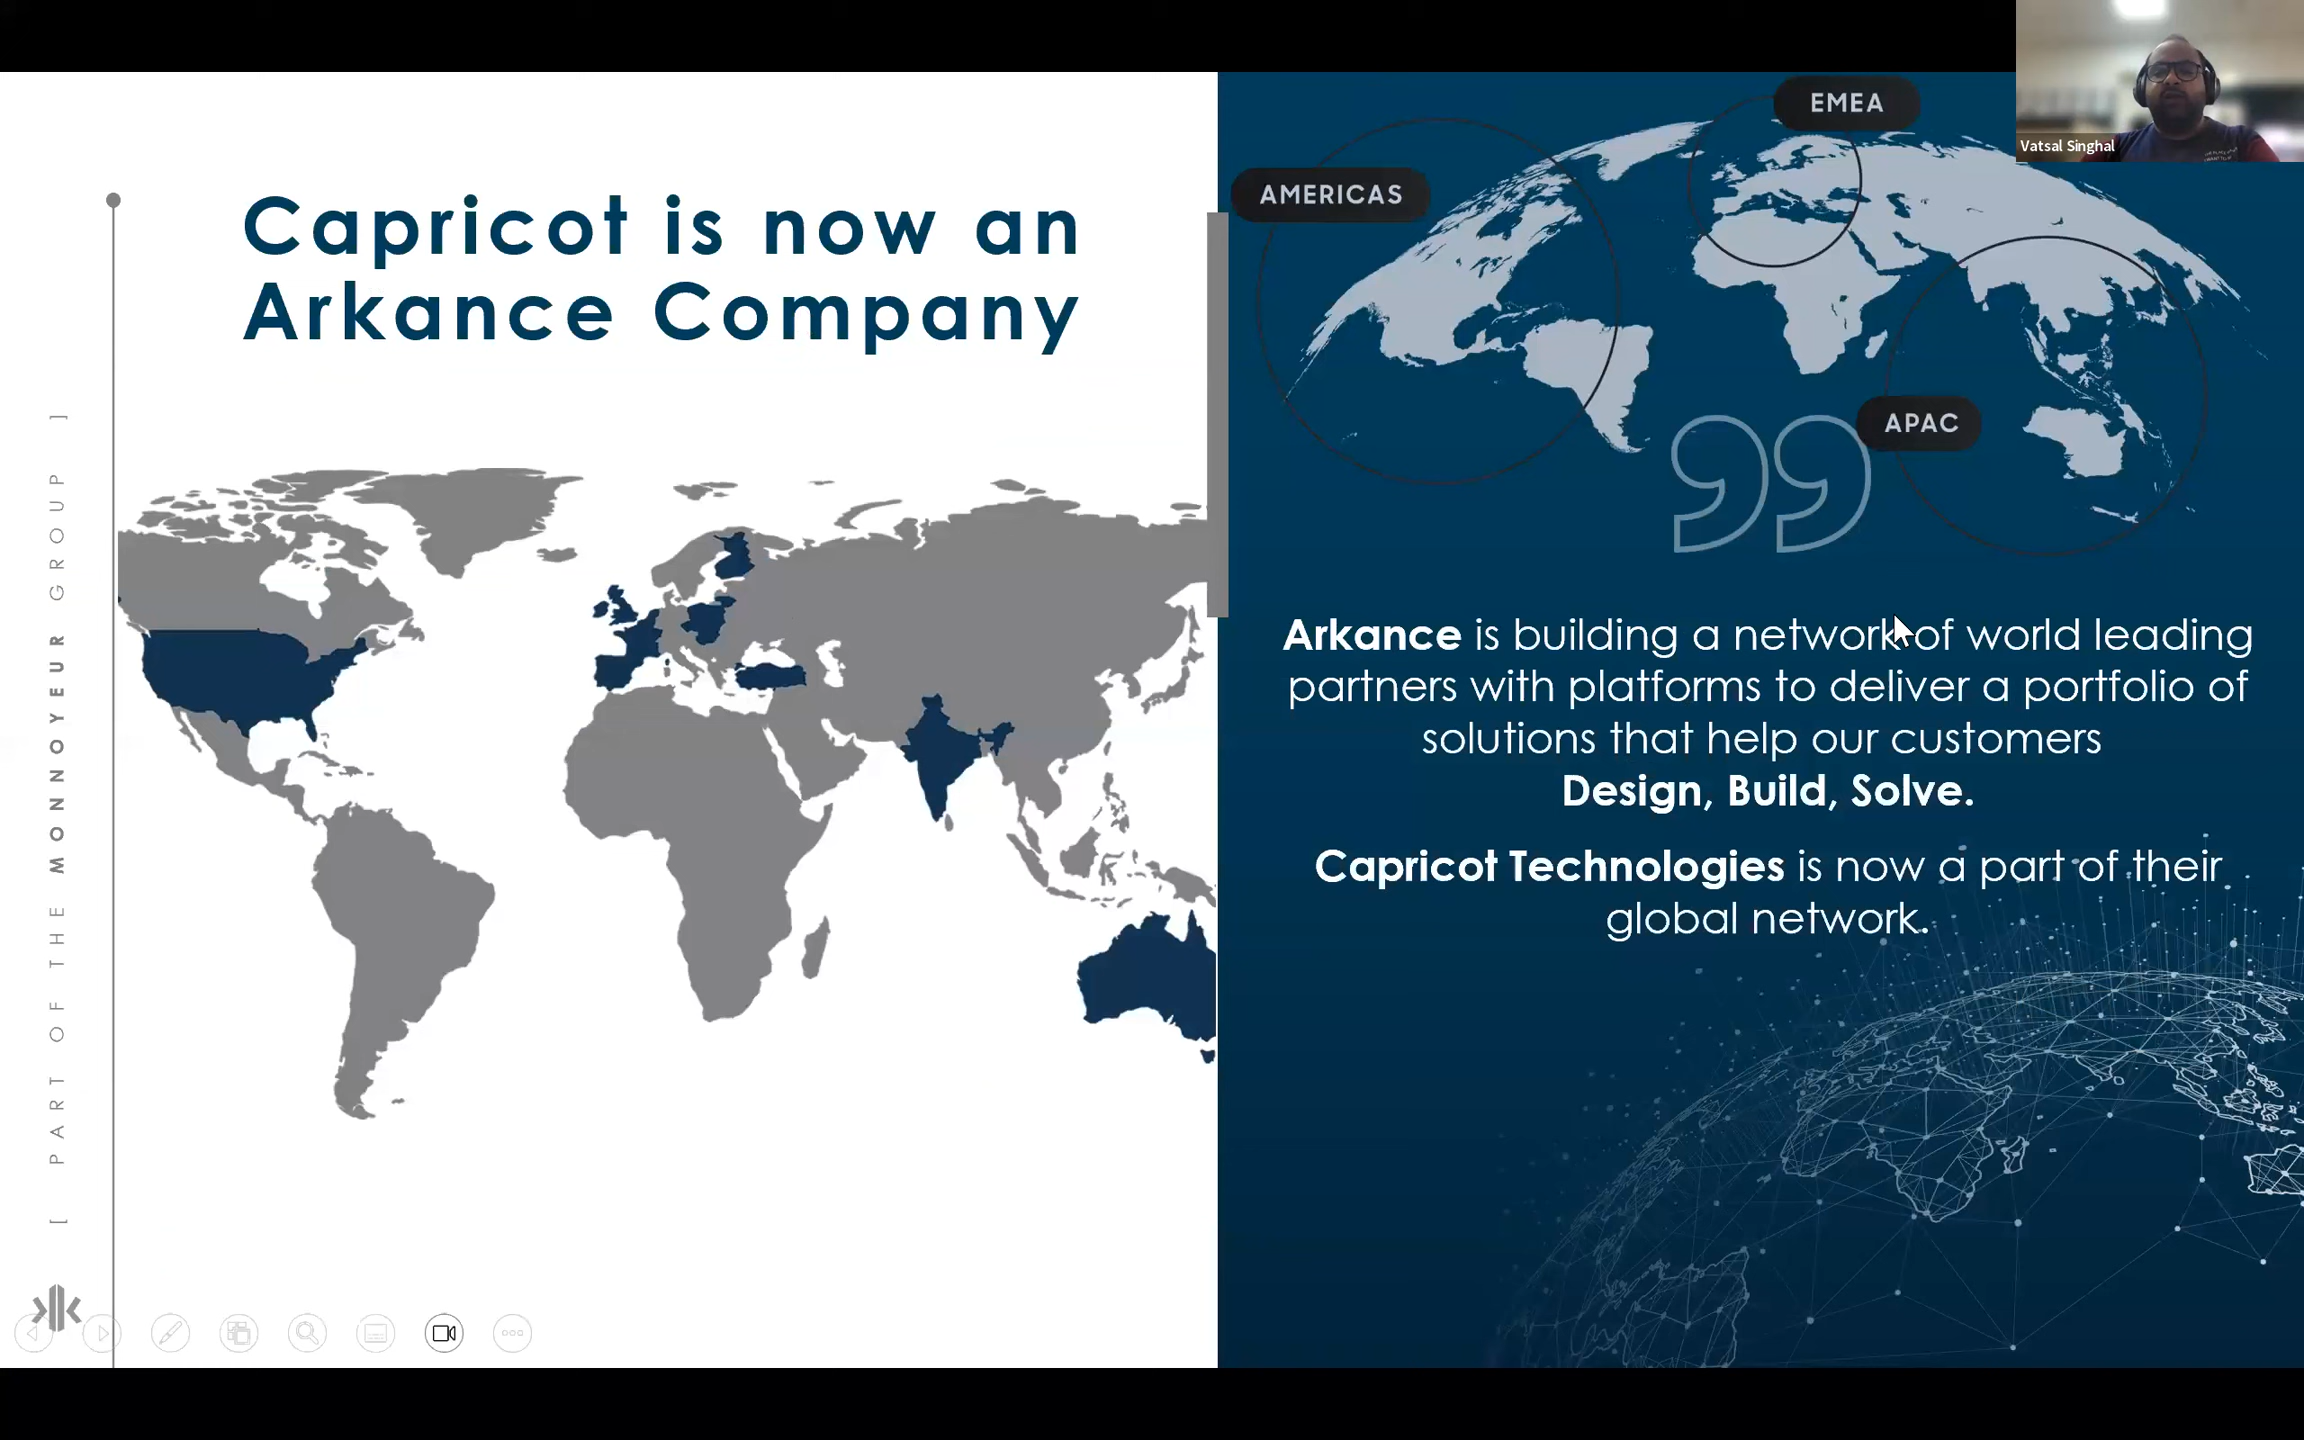 Capricot is now an
Arkance Company
[ PART OF THE MONNOYEUR GROUP ]
AMERICAS
EMEA
APAC
Vatsal Singhal
Arkance is building a network of world leading
partners with platforms to deliver a portfolio of
solutions that help our customers
Design, Build, Solve.
Capricot Technologies is now a part of their
global network.